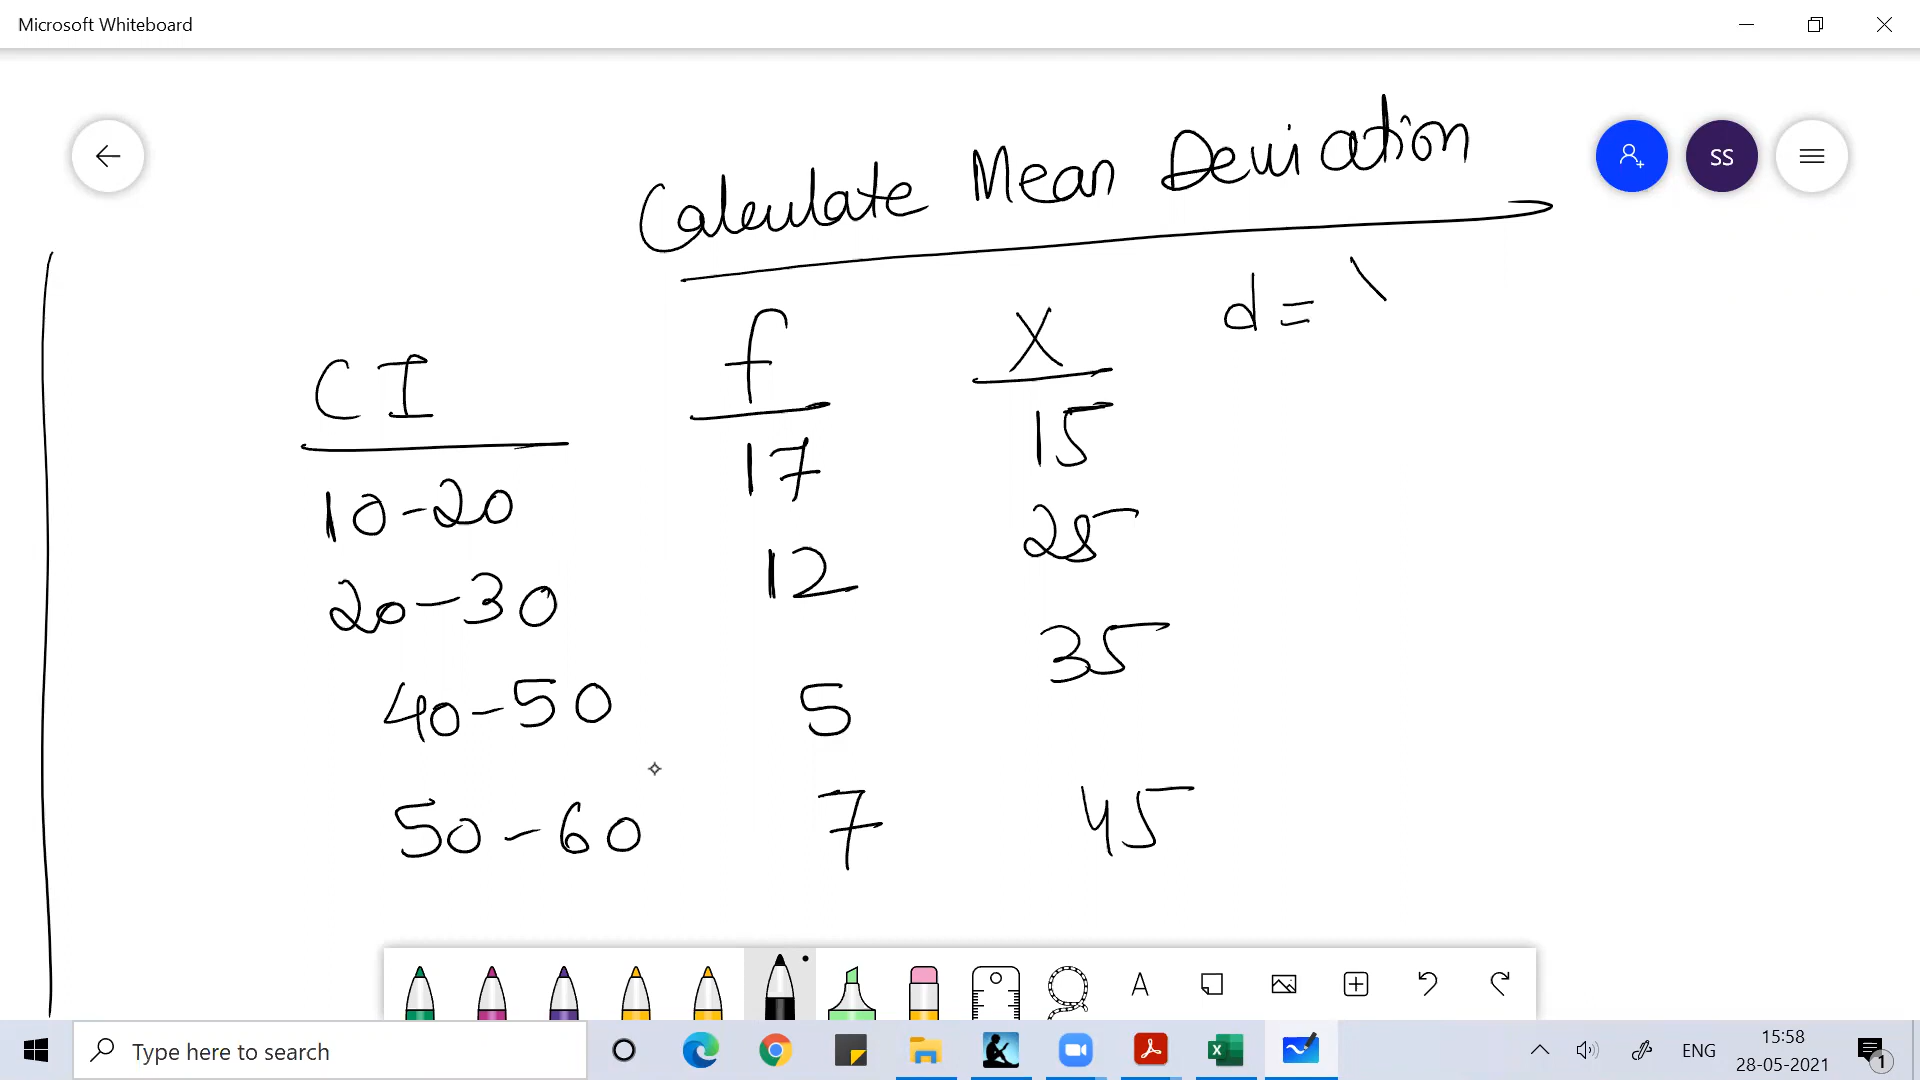 Microsoft Whiteboard
Calculate Mean Deviation
SS
d = \
CI f X
10-20 17 15
20-30 12 25
40-50 5 35
50-60 7 45
A
Type here to search
ENG
15:58
28-05-2021
1